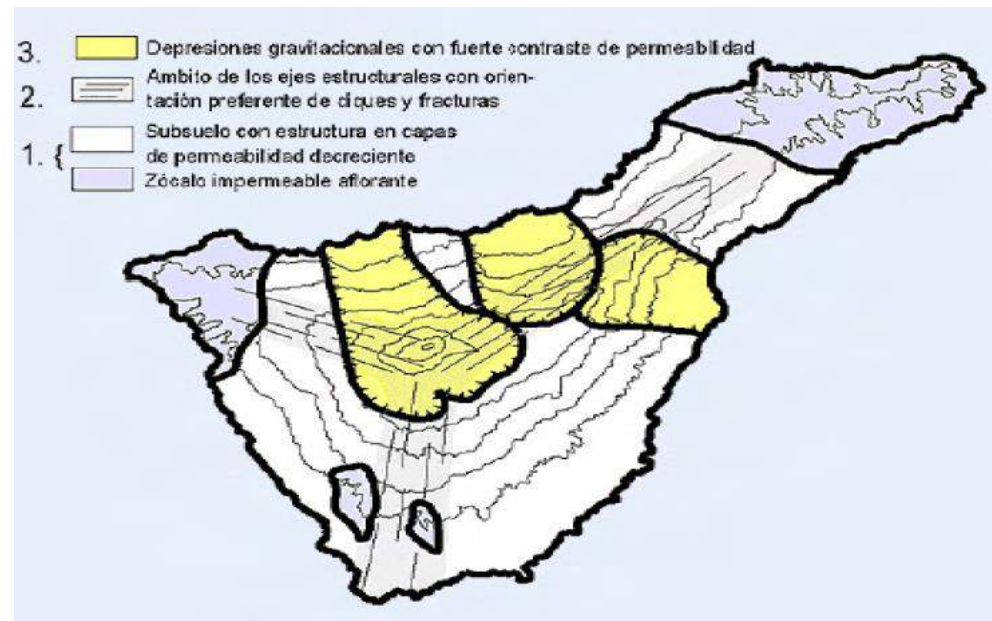 3. Depresiones gravitacionales con fuerte contraste de permeabilidad
2. Ambito de los ejes estructurales con orien-
tación preferente de diques y fracturas
1. { Subsuelo con estructura en capas
de permeabilidad decreciente
Zócalo impermeable aflorante